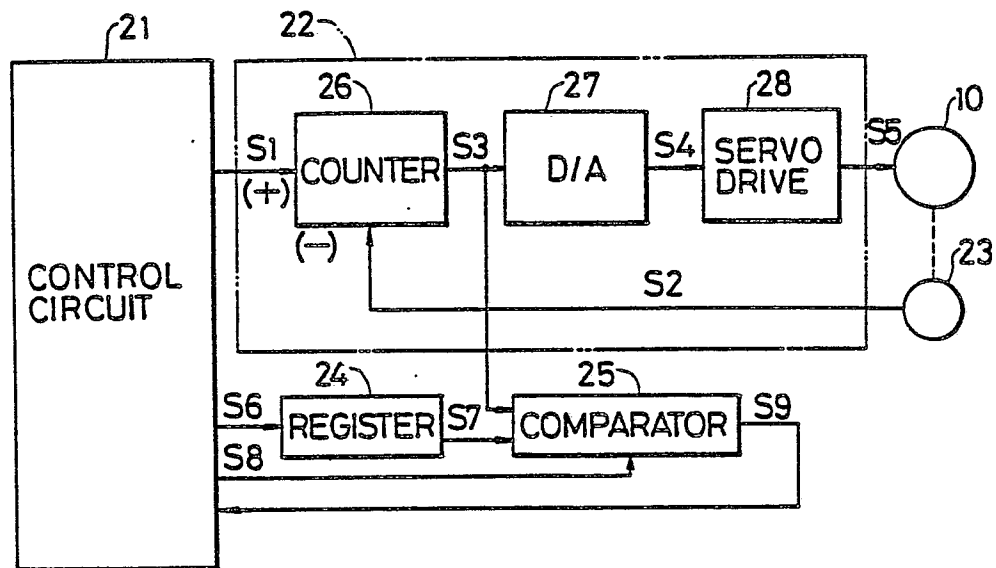 21
22
26
27
28
10
S1
(+)
COUNTER
S3
D/A
S4
SERVO
DRIVE
S5
(−)
23
S2
CONTROL
CIRCUIT
24
25
S6
REGISTER
S7
COMPARATOR
S9
S8